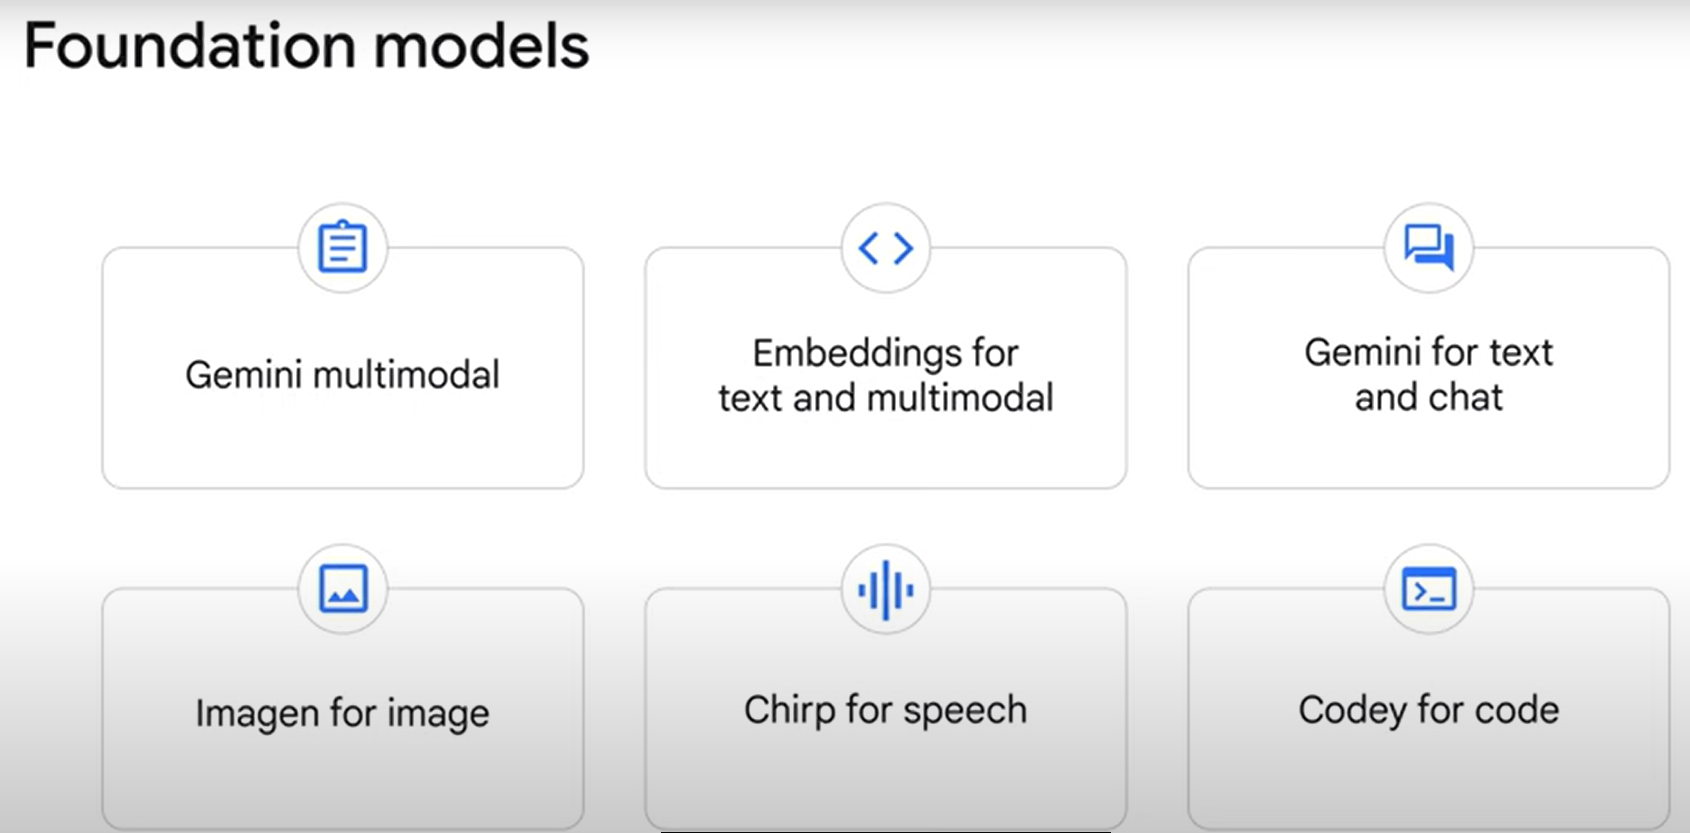 Foundation models
Gemini multimodal
Embeddings for
text and multimodal
Gemini for text
and chat
Imagen for image
Chirp for speech
Codey for code